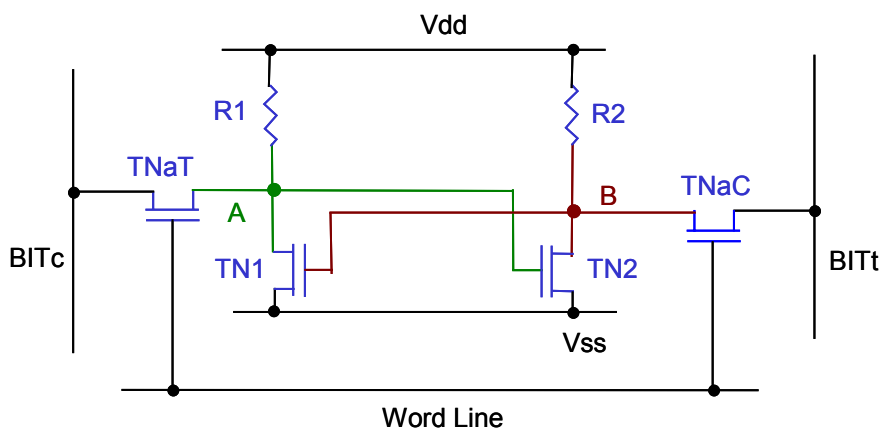 Vdd
R1
R2
TNaT
TNaC
A
B
BITc
TN1
TN2
BITt
Vss
Word Line